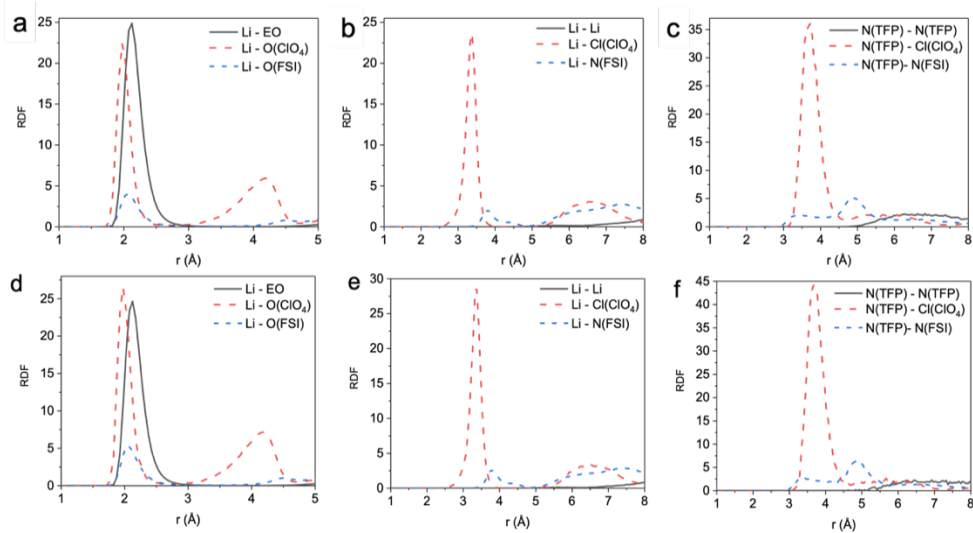 a
25
20
15
10
5
0
RDF
1
2
3
4
5
r (Å)
Li - EO
Li - O(ClO₄)
Li - O(FSI)
b
25
20
15
10
5
0
RDF
1
2
3
4
5
6
7
8
r (Å)
Li - Li
Li - Cl(ClO₄)
Li - N(FSI)
c
35
30
25
20
15
10
5
0
RDF
1
2
3
4
5
6
7
8
r (Å)
N(TFP) - N(TFP)
N(TFP) - Cl(ClO₄)
N(TFP)- N(FSI)
d
25
20
15
10
5
0
RDF
1
2
3
4
5
r (Å)
Li - EO
Li - O(ClO₄)
Li - O(FSI)
e
30
25
20
15
10
5
0
RDF
1
2
3
4
5
6
7
8
r (Å)
Li - Li
Li - Cl(ClO₄)
Li - N(FSI)
f
45
40
35
30
25
20
15
10
5
0
RDF
1
2
3
4
5
6
7
8
r (Å)
N(TFP) - N(TFP)
N(TFP) - Cl(ClO₄)
N(TFP)- N(FSI)